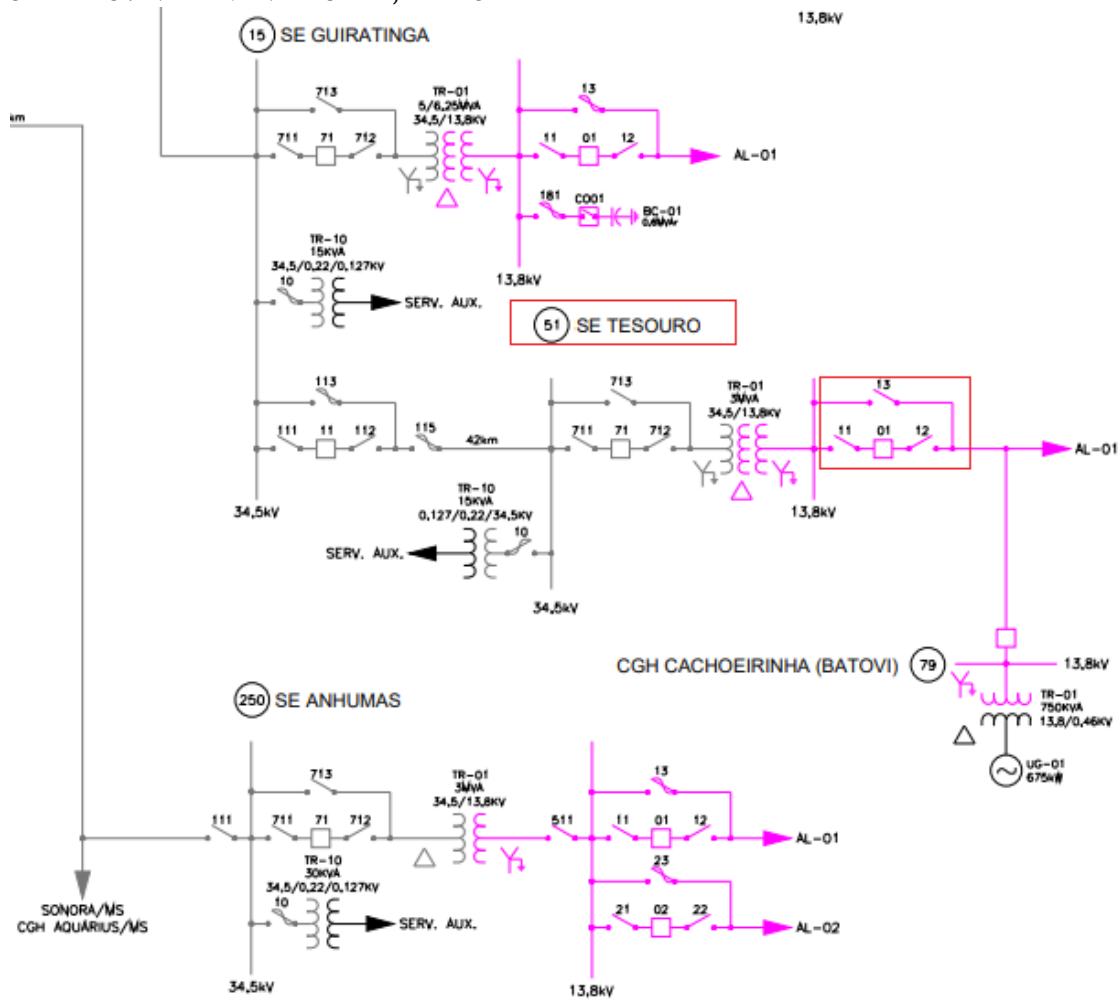 13,8kV
15 SE GUIRATINGA
km
713
711 71 712
TR-01
5/6,25MVA
34,5/13,8KV
13
11 01 12
AL-01
181 CO01 BC-01
0,6MVAr
13,8kV
TR-10
15KVA
34,5/0,22/0,127KV
10
SERV. AUX.
51 SE TESOURO
113
111 11 112
115
42km
34,5kV
713
711 71 712
TR-01
3MVA
34,5/13,8KV
13
11 01 12
AL-01
13,8kV
TR-10
15KVA
0,127/0,22/34,5KV
10
SERV. AUX.
34,5kV
CGH CACHOEIRINHA (BATOVI) 79
13,8kV
TR-01
750KVA
13,8/0,46KV
UG-01
675kW
250 SE ANHUMAS
111
713
711 71 712
TR-01
3MVA
34,5/13,8KV
511
13
11 01 12
AL-01
23
21 02 22
AL-02
TR-10
30KVA
34,5/0,22/0,127KV
10
SERV. AUX.
SONORA/MS
CGH AQUÁRIUS/MS
34,5kV
13,8kV